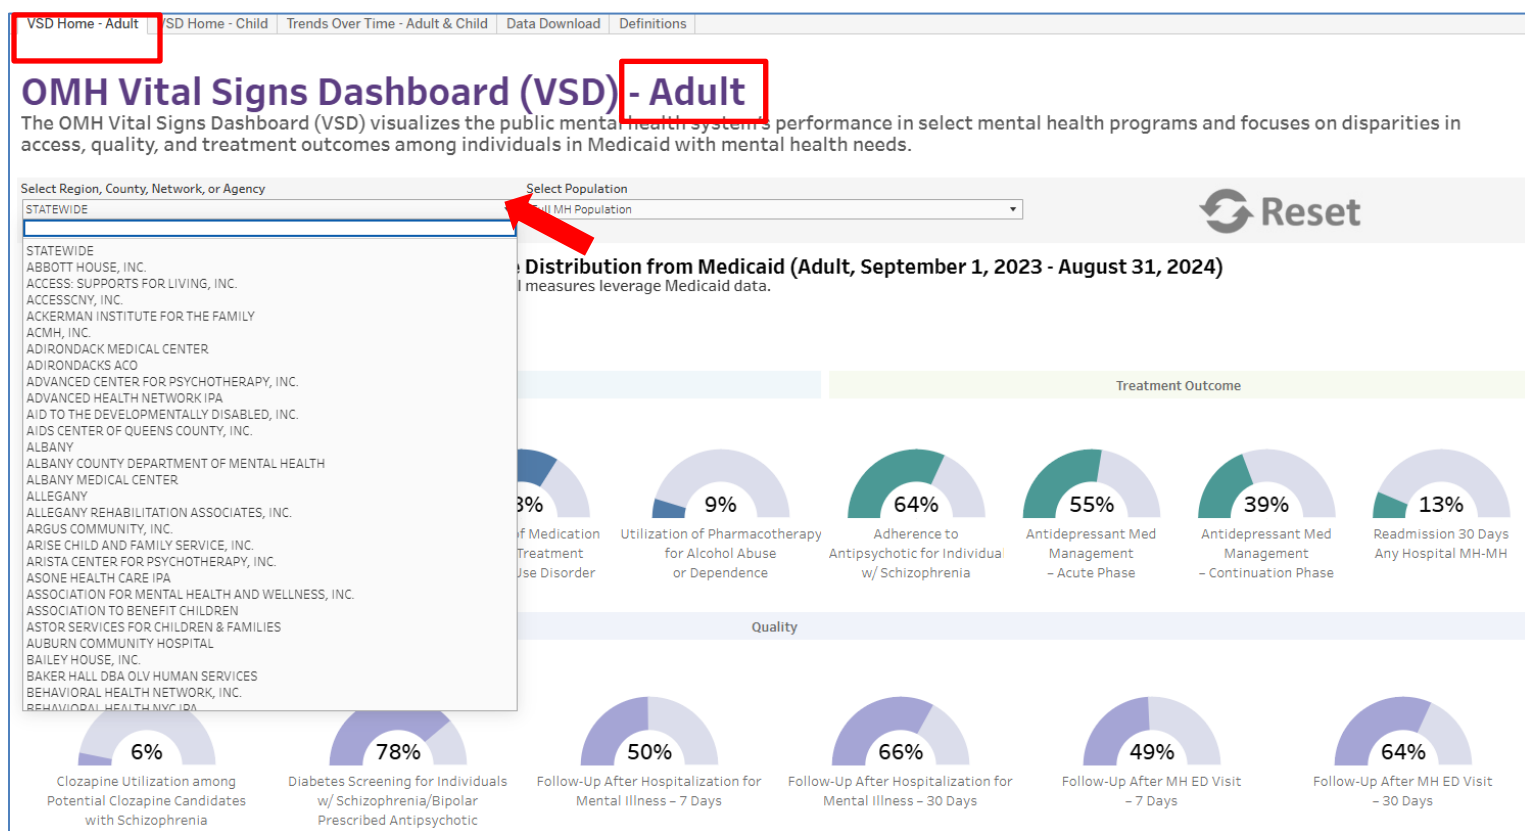 VSD Home - Adult
VSD Home - Child
Trends Over Time - Adult & Child
Data Download
Definitions
OMH Vital Signs Dashboard (VSD) - Adult
The OMH Vital Signs Dashboard (VSD) visualizes the public mental health system's performance in select mental health programs and focuses on disparities in
access, quality, and treatment outcomes among individuals in Medicaid with mental health needs.
Select Region, County, Network, or Agency
STATEWIDE
Select Population
Full MH Population
Reset
STATEWIDE
ABBOTT HOUSE, INC.
ACCESS: SUPPORTS FOR LIVING, INC.
ACCESSCNY, INC.
ACKERMAN INSTITUTE FOR THE FAMILY
ACMH, INC.
ADIRONDACK MEDICAL CENTER
ADIRONDACKS ACO
ADVANCED CENTER FOR PSYCHOTHERAPY, INC.
ADVANCED HEALTH NETWORK IPA
AID TO THE DEVELOPMENTALLY DISABLED, INC.
AIDS CENTER OF QUEENS COUNTY, INC.
ALBANY
ALBANY COUNTY DEPARTMENT OF MENTAL HEALTH
ALBANY MEDICAL CENTER
ALLEGANY
ALLEGANY REHABILITATION ASSOCIATES, INC.
ARGUS COMMUNITY, INC.
ARISE CHILD AND FAMILY SERVICE, INC.
ARISTA CENTER FOR PSYCHOTHERAPY, INC.
ASONE HEALTH CARE IPA
ASSOCIATION FOR MENTAL HEALTH AND WELLNESS, INC.
ASSOCIATION TO BENEFIT CHILDREN
ASTOR SERVICES FOR CHILDREN & FAMILIES
AUBURN COMMUNITY HOSPITAL
BAILEY HOUSE, INC.
BAKER HALL DBA OLV HUMAN SERVICES
BEHAVIORAL HEALTH NETWORK, INC.
BEHAVIORAL HEALTH NYC IPA
Distribution from Medicaid (Adult, September 1, 2023 - August 31, 2024)
measures leverage Medicaid data.
Treatment Outcome
3%
of Medication
Treatment
Use Disorder
9%
Utilization of Pharmacotherapy
for Alcohol Abuse
or Dependence
64%
Adherence to
Antipsychotic for Individual
w/ Schizophrenia
55%
Antidepressant Med
Management
– Acute Phase
39%
Antidepressant Med
Management
– Continuation Phase
13%
Readmission 30 Days
Any Hospital MH-MH
Quality
6%
Clozapine Utilization among
Potential Clozapine Candidates
with Schizophrenia
78%
Diabetes Screening for Individuals
w/ Schizophrenia/Bipolar
Prescribed Antipsychotic
50%
Follow-Up After Hospitalization for
Mental Illness – 7 Days
66%
Follow-Up After Hospitalization for
Mental Illness – 30 Days
49%
Follow-Up After MH ED Visit
– 7 Days
64%
Follow-Up After MH ED Visit
– 30 Days